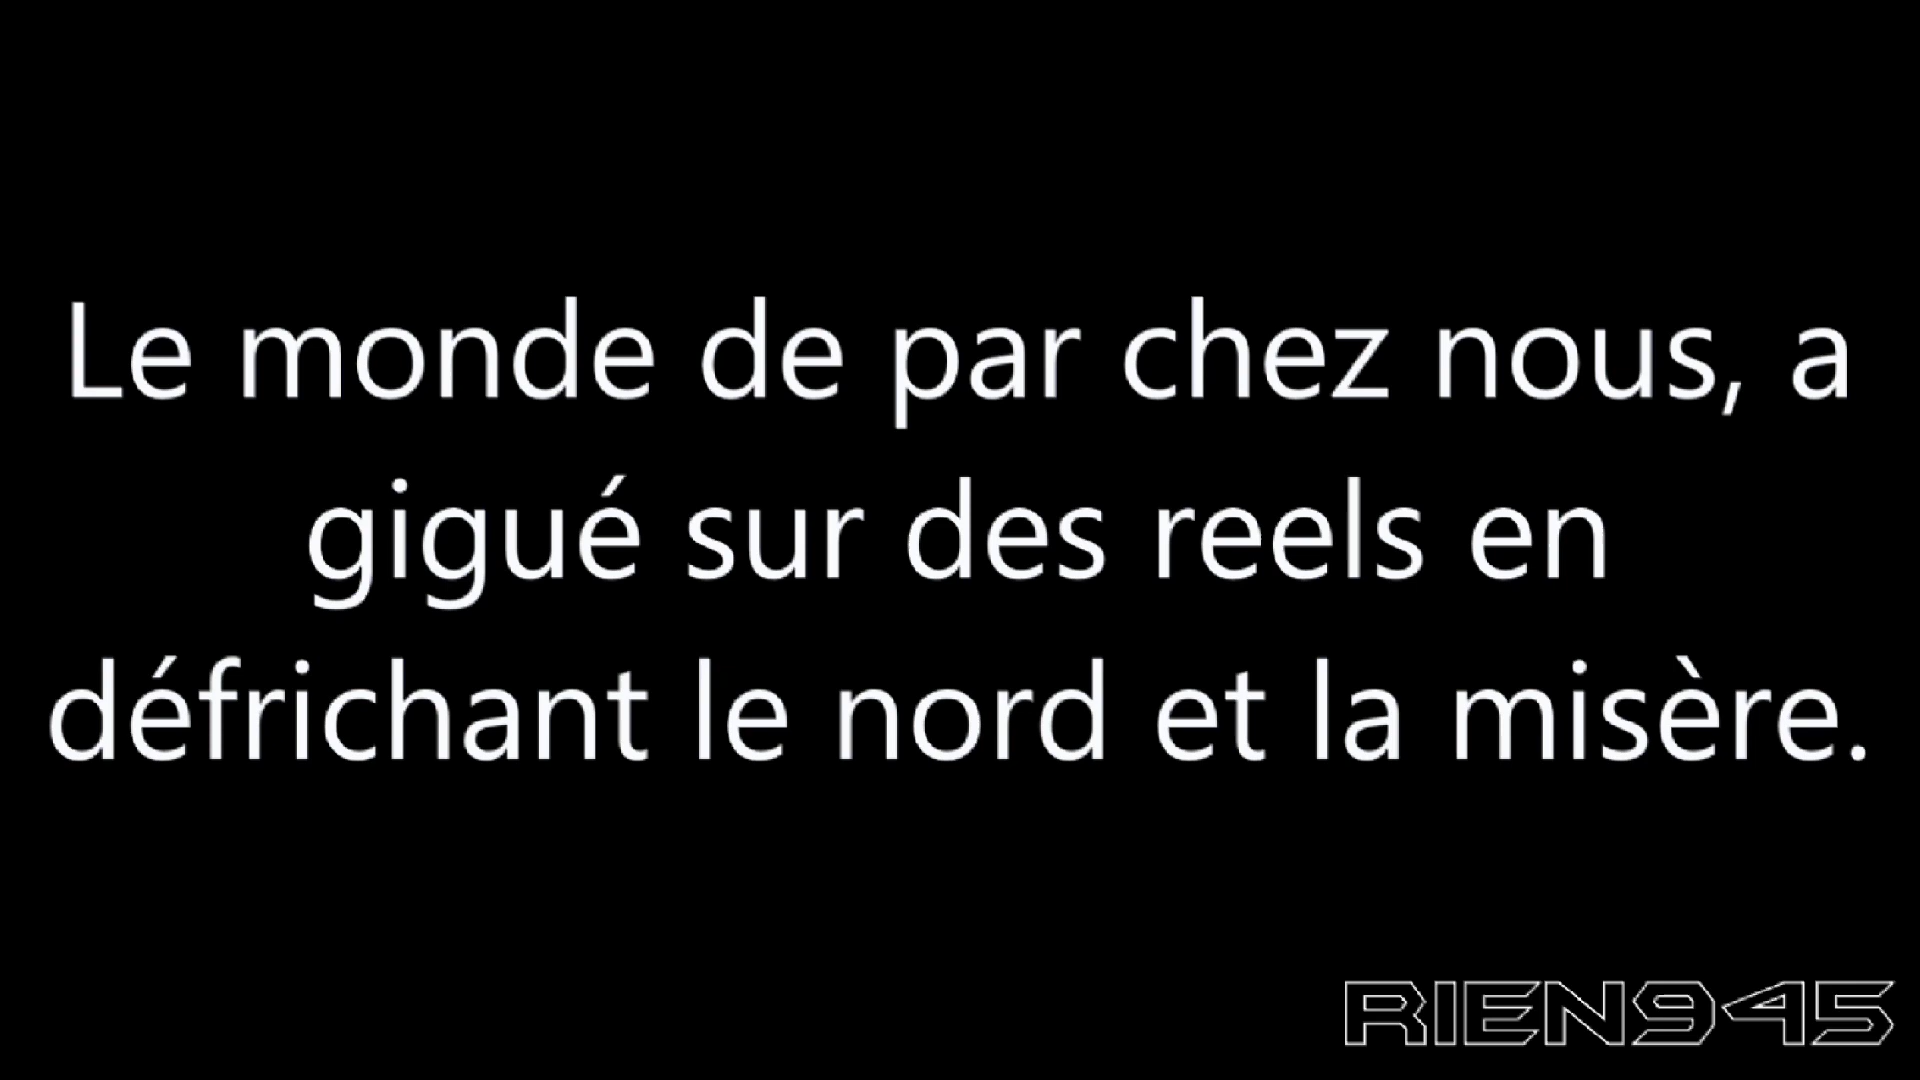 Le monde de par chez nous, a
gigué sur des reels en
défrichant le nord et la misère.
RIEN945